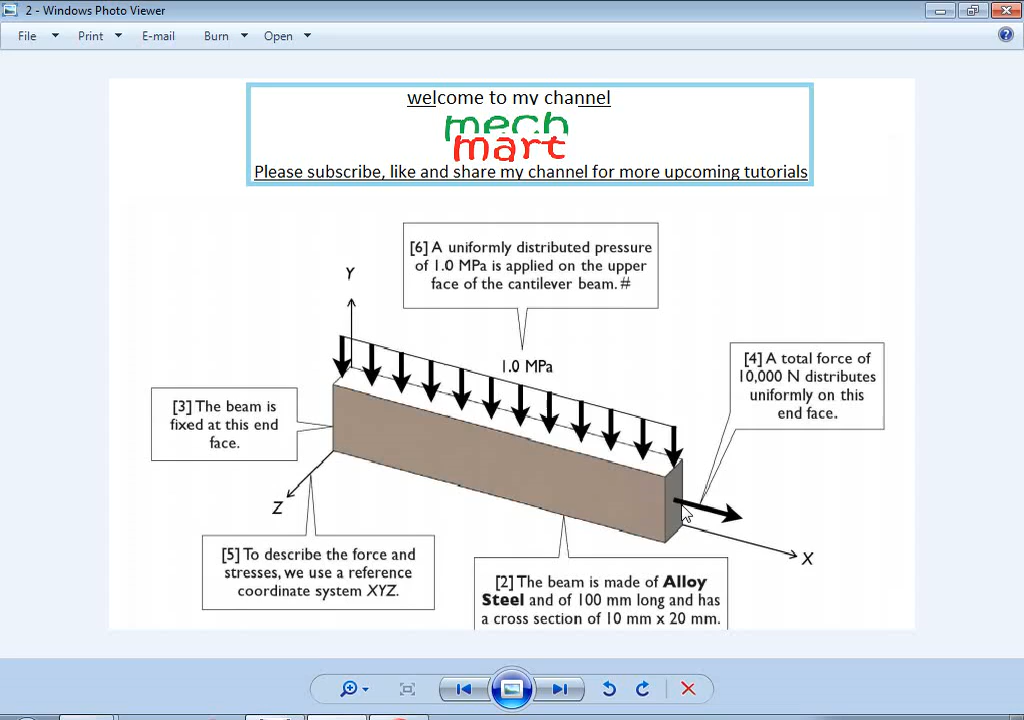 2 - Windows Photo Viewer
File Print E-mail Burn Open
welcome to my channel
mech
mart
Please subscribe, like and share my channel for more upcoming tutorials
[6] A uniformly distributed pressure
of 1.0 MPa is applied on the upper
face of the cantilever beam. #
Y
1.0 MPa
[4] A total force of
10,000 N distributes
uniformly on this
end face..
[3] The beam is
fixed at this end
face.
Z
X
[5] To describe the force and
stresses, we use a reference
coordinate system XYZ.
[2] The beam is made of Alloy
Steel and of 100 mm long and has
a cross section of 10 mm x 20 mm.